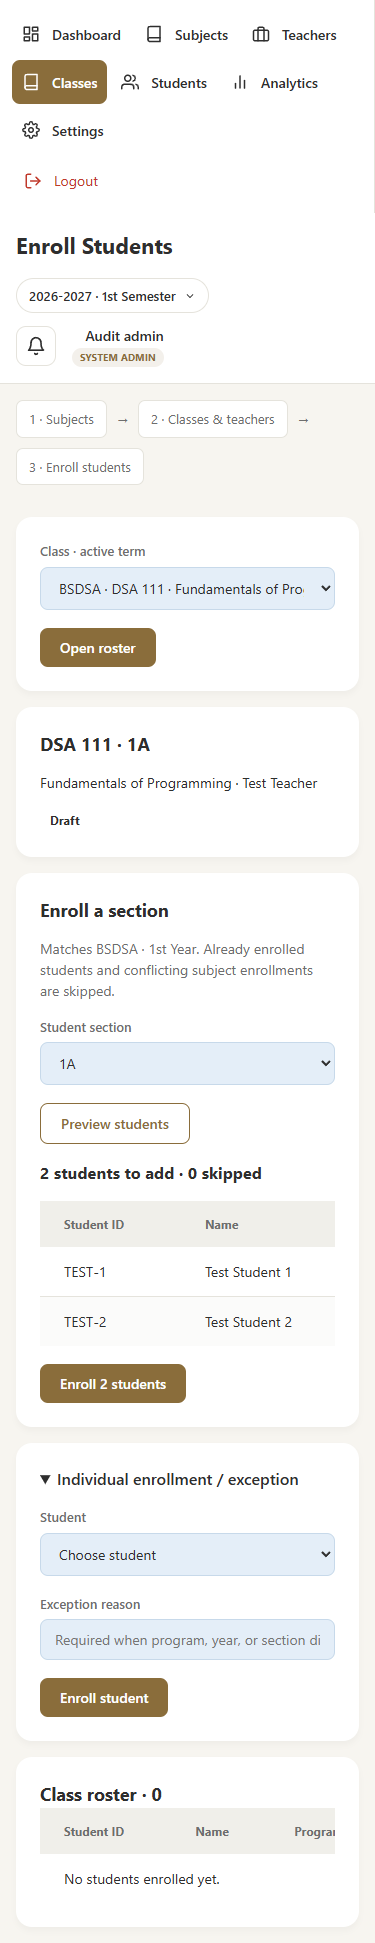 Dashboard Subjects Teachers
Classes Students Analytics
Settings
Logout
Enroll Students
2026-2027 · 1st Semester
Audit admin
SYSTEM ADMIN
1 · Subjects → 2 · Classes & teachers →
3 · Enroll students
Class · active term
BSDSA · DSA 111 · Fundamentals of Pro
Open roster
DSA 111 · 1A
Fundamentals of Programming · Test Teacher
Draft
Enroll a section
Matches BSDSA · 1st Year. Already enrolled
students and conflicting subject enrollments
are skipped.
Student section
1A
Preview students
2 students to add · 0 skipped
Student ID Name
TEST-1 Test Student 1
TEST-2 Test Student 2
Enroll 2 students
▼ Individual enrollment / exception
Student
Choose student
Exception reason
Required when program, year, or section di
Enroll student
Class roster · 0
Student ID Name Progra
No students enrolled yet.